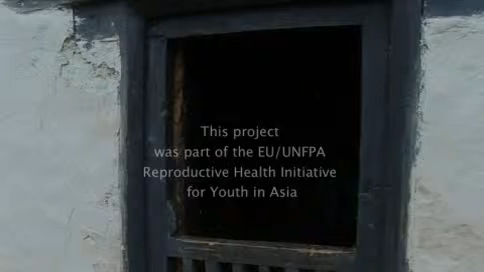 This project
was part of the EU/UNFPA
Reproductive Health Initiative
for Youth in Asia